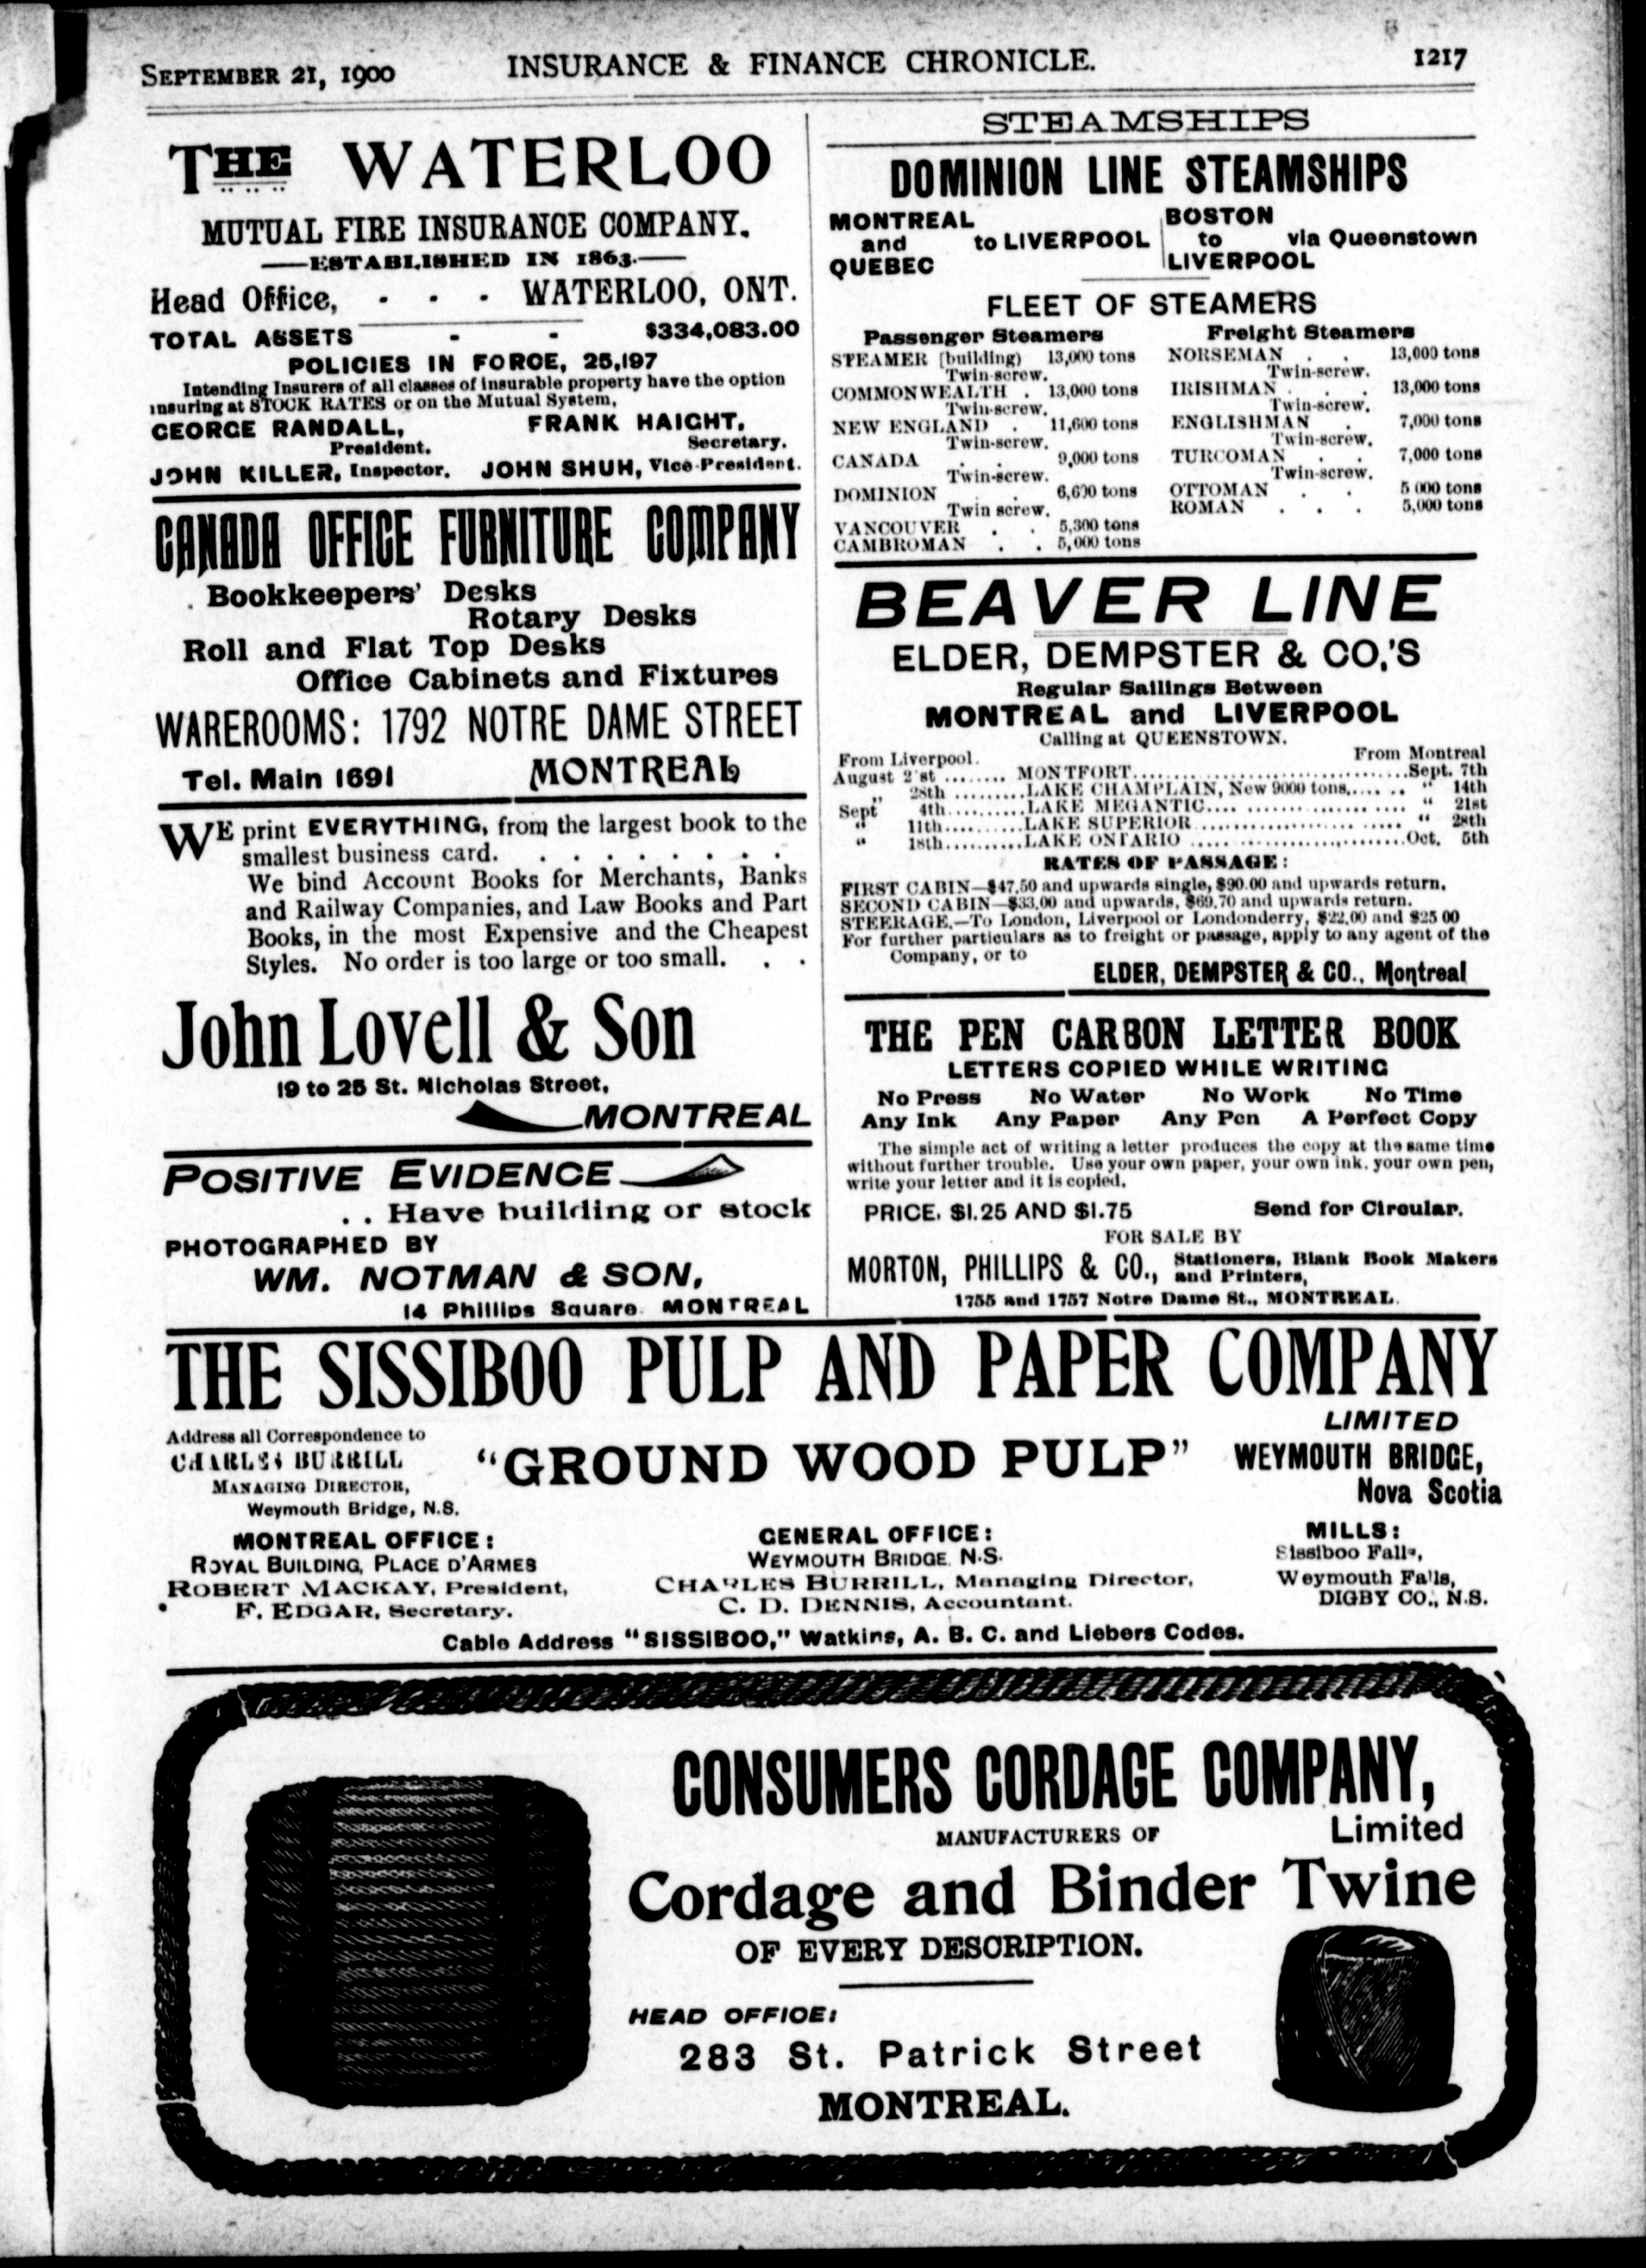 SEPTEMBER 21, 1900 INSURANCE & FINANCE CHRONICLE. 1217
THE WATERLOO
MUTUAL FIRE INSURANCE COMPANY.
ESTABLISHED IN 1863.
Head Office, - - - WATERLOO, ONT.
TOTAL ASSETS - - $334,083.00
POLICIES IN FORCE, 25,197
Intending Insurers of all classes of insurable property have the option
insuring at STOCK RATES or on the Mutual System,
GEORGE RANDALL, FRANK HAIGHT,
President. Secretary.
JOHN KILLER, Inspector. JOHN SHUH, Vice-President.
CANADA OFFICE FURNITURE COMPANY
Bookkeepers' Desks
Rotary Desks
Roll and Flat Top Desks
Office Cabinets and Fixtures
WAREROOMS: 1792 NOTRE DAME STREET
Tel. Main 1691 MONTREAL
WE print EVERYTHING, from the largest book to the
smallest business card. . . . . . . . .
We bind Account Books for Merchants, Banks
and Railway Companies, and Law Books and Part
Books, in the most Expensive and the Cheapest
Styles. No order is too large or too small. . .
John Lovell & Son
19 to 25 St. Nicholas Street,
MONTREAL
POSITIVE EVIDENCE
. . Have building or stock
PHOTOGRAPHED BY
WM. NOTMAN & SON,
14 Phillips Square. MONTREAL
STEAMSHIPS
DOMINION LINE STEAMSHIPS
MONTREAL BOSTON
and to LIVERPOOL to via Queenstown
QUEBEC LIVERPOOL
FLEET OF STEAMERS
Passenger Steamers Freight Steamers
STEAMER (building) 13,000 tons NORSEMAN . . 13,000 tons
Twin screw. Twin-screw.
COMMONWEALTH . 13,000 tons IRISHMAN . . . 13,000 tons
Twin-screw. Twin-screw.
NEW ENGLAND . 11,600 tons ENGLISHMAN . 7,000 tons
Twin-screw. Twin-screw.
CANADA . . 9,000 tons TURCOMAN . . 7,000 tons
Twin-screw. Twin-screw.
DOMINION . . 6,600 tons OTTOMAN . . 5 000 tons
Twin screw. ROMAN . . . 5,000 tons
VANCOUVER . . 5,300 tons
CAMBROMAN . . 5,000 tons
BEAVER LINE
ELDER, DEMPSTER & CO.'S
Regular Sailings Between
MONTREAL and LIVERPOOL
Calling at QUEENSTOWN.
From Liverpool. From Montreal
August 21st ........ MONTFORT........ Sept. 7th
" 28th ........ LAKE CHAMPLAIN, New 9000 tons........ " 14th
Sept 4th........ LAKE MEGANTIC........ " 21st
" 11th........ LAKE SUPERIOR ........ " 28th
" 18th........ LAKE ONTARIO ........ Oct. 5th
RATES OF PASSAGE:
FIRST CABIN—$47.50 and upwards single, $90.00 and upwards return.
SECOND CABIN—$33.00 and upwards, $69.70 and upwards return.
STEERAGE.—To London, Liverpool or Londonderry, $22.00 and $25 00
For further particulars as to freight or passage, apply to any agent of the
Company, or to
ELDER, DEMPSTER & CO., Montreal
THE PEN CARBON LETTER BOOK
LETTERS COPIED WHILE WRITING
No Press No Water No Work No Time
Any Ink Any Paper Any Pen A Perfect Copy
The simple act of writing a letter produces the copy at the same time
without further trouble. Use your own paper, your own ink, your own pen,
write your letter and it is copied.
PRICE. $1.25 AND $1.75 Send for Circular.
FOR SALE BY
MORTON, PHILLIPS & CO., Stationers, Blank Book Makers
and Printers,
1755 and 1757 Notre Dame St., MONTREAL.
THE SISSIBOO PULP AND PAPER COMPANY
LIMITED
Address all Correspondence to
CHARLES BURRILL "GROUND WOOD PULP" WEYMOUTH BRIDGE,
MANAGING DIRECTOR, Nova Scotia
Weymouth Bridge, N.S.
MONTREAL OFFICE: GENERAL OFFICE: MILLS:
ROYAL BUILDING, PLACE D'ARMES WEYMOUTH BRIDGE N.S. Sissiboo Falls,
ROBERT MACKAY, President, CHARLES BURRILL, Managing Director, Weymouth Falls,
F. EDGAR, Secretary. C. D. DENNIS, Accountant. DIGBY CO., N.S.
Cable Address "SISSIBOO," Watkins, A. B. C. and Liebers Codes.
CONSUMERS CORDAGE COMPANY,
MANUFACTURERS OF Limited
Cordage and Binder Twine
OF EVERY DESCRIPTION.
HEAD OFFICE:
283 St. Patrick Street
MONTREAL.